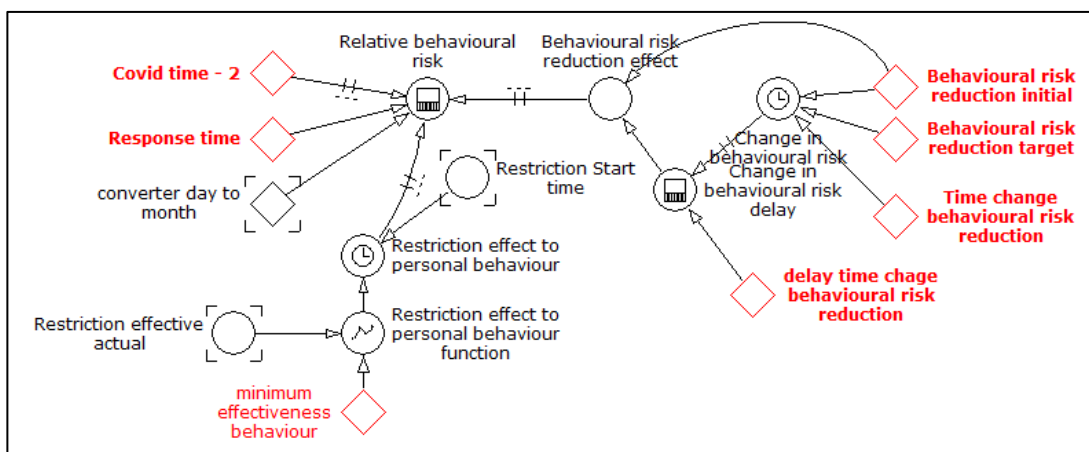 Relative behavioural
risk
Behavioural risk
reduction effect
Covid time - 2
Behavioural risk
reduction initial
Response time
Change in
behavioural risk
Behavioural risk
reduction target
Restriction Start
time
Change in
behavioural risk
delay
converter day to
month
Time change
behavioural risk
reduction
Restriction effect to
personal behaviour
delay time chage
behavioural risk
reduction
Restriction effective
actual
Restriction effect to
personal behaviour
function
minimum
effectiveness
behaviour